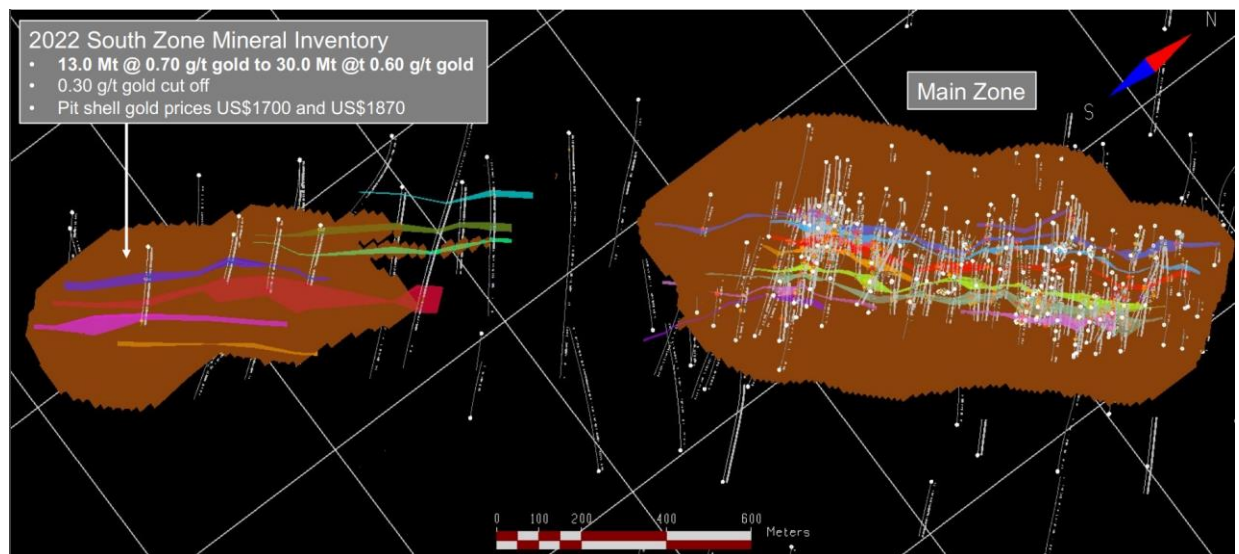 2022 South Zone Mineral Inventory
• 13.0 Mt @ 0.70 g/t gold to 30.0 Mt @t 0.60 g/t gold
• 0.30 g/t gold cut off
• Pit shell gold prices US$1700 and US$1870
Main Zone
N
S
0 100 200 400 600
Meters